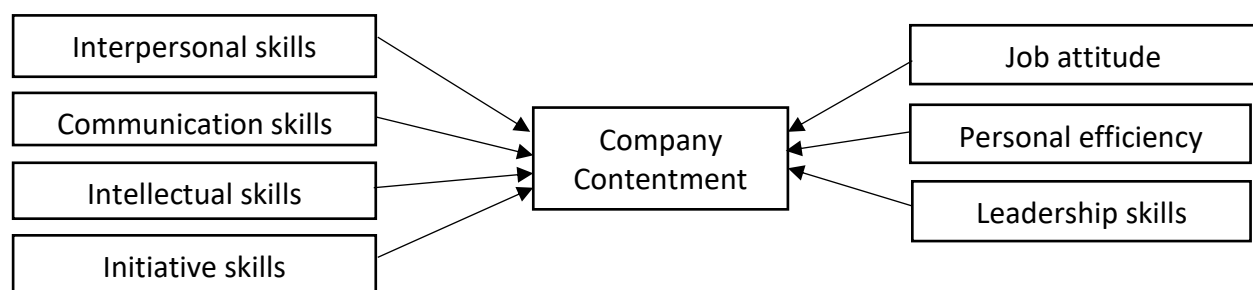 Interpersonal skills
Communication skills
Intellectual skills
Initiative skills
Company
Contentment
Job attitude
Personal efficiency
Leadership skills